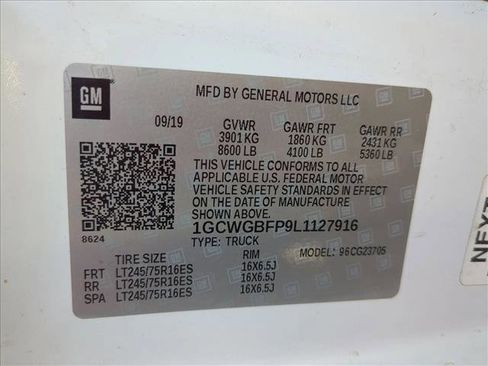 GM
MFD BY GENERAL MOTORS LLC
09/19 GVWR GAWR FRT GAWR RR
3901 KG 1860 KG 2431 KG
8600 LB 4100 LB 5360 LB
THIS VEHICLE CONFORMS TO ALL
APPLICABLE U.S. FEDERAL MOTOR
VEHICLE SAFETY STANDARDS IN EFFECT
ON THE DATE OF MANUFACTURE
SHOWN ABOVE.
8624 1GCWGBFP9L1127916
TYPE: TRUCK MODEL: 96CG23705
TIRE SIZE RIM
FRT LT245/75R16ES 16X6.5J
RR LT245/75R16ES 16X6.5J
SPA LT245/75R16ES 16X6.5J
NEXT